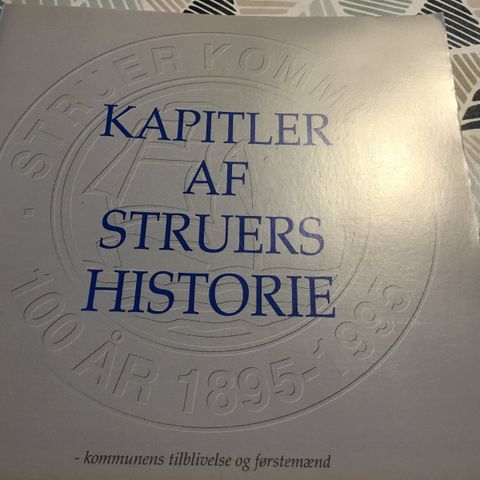 KAPITLER
AF
STRUERS
HISTORIE
· STRUER KOMM
100 ÅR 1895-1995
- kommunens tilblivelse og førstemænd